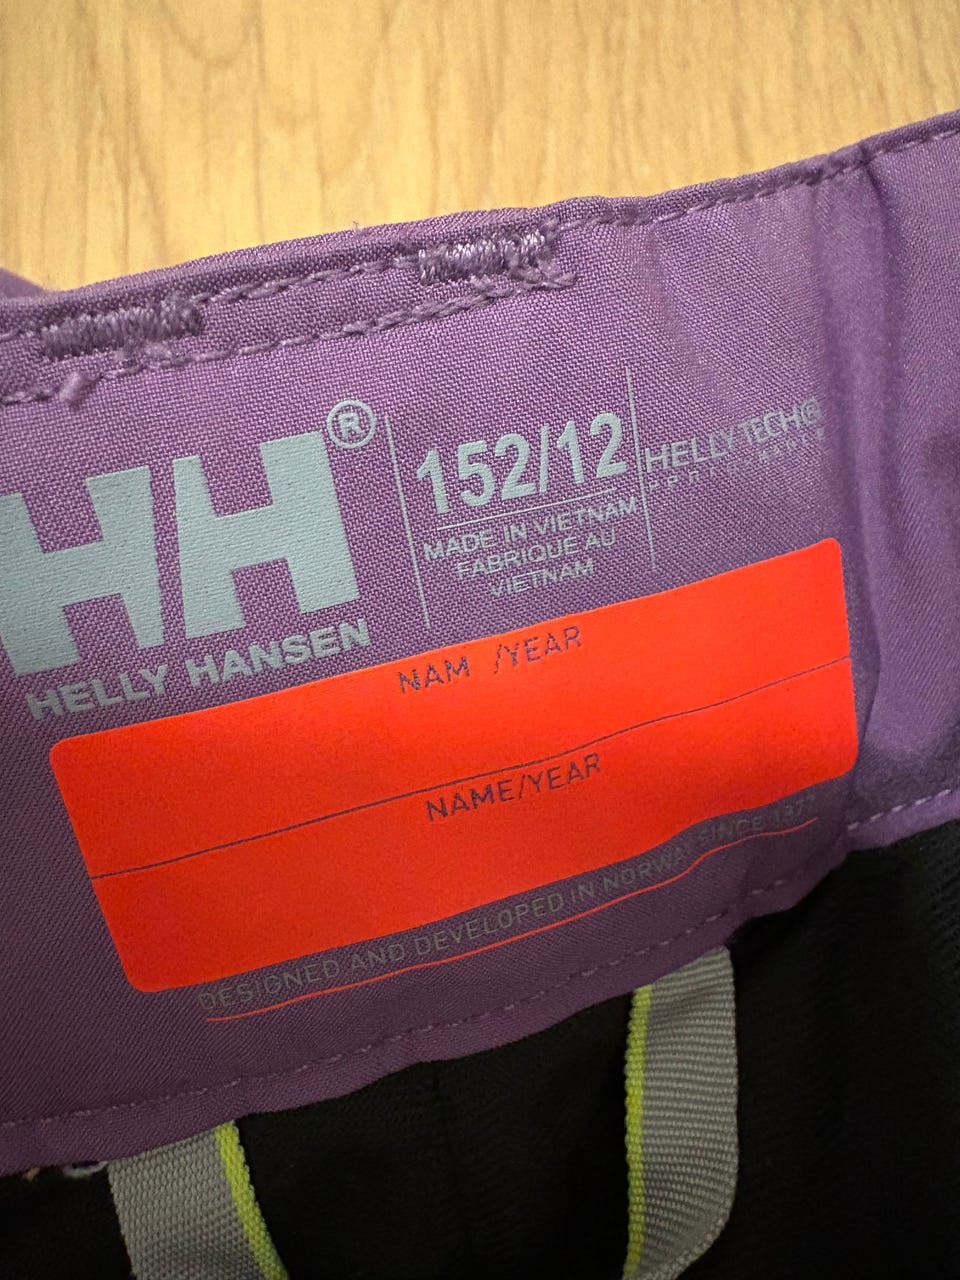 HH®
HELLY HANSEN
152/12
MADE IN VIETNAM
FABRIQUE AU
VIETNAM
HELLY TECH®
NAM /YEAR
NAME/YEAR
DESIGNED AND DEVELOPED IN NORWAY SINCE